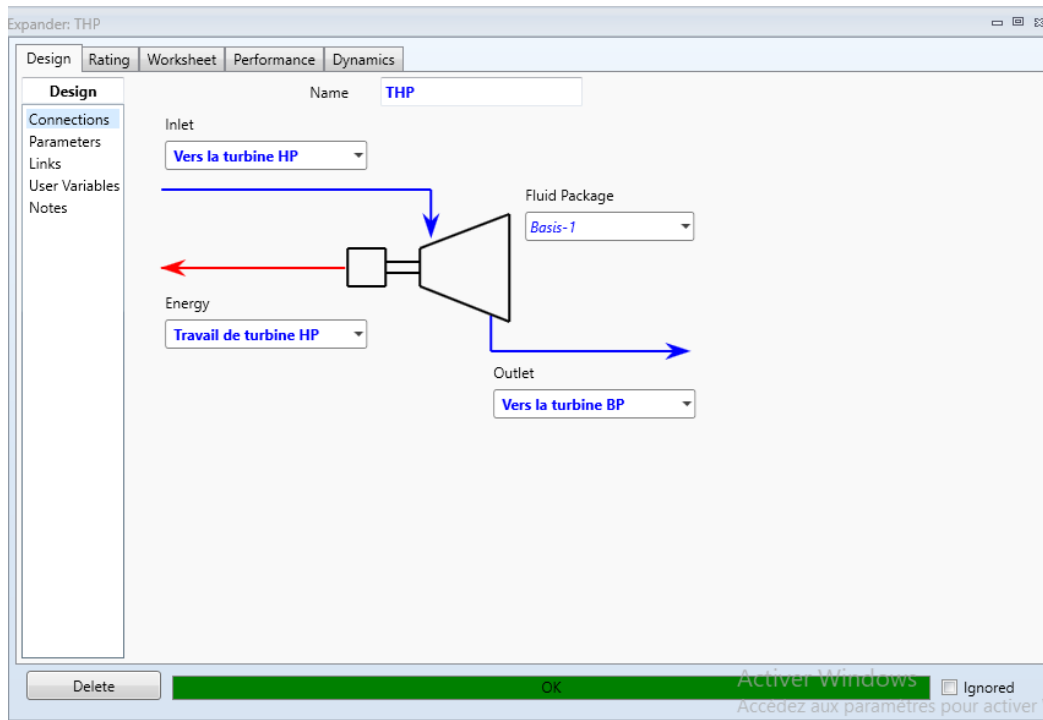 Expander: THP
Design Rating Worksheet Performance Dynamics
Design
Connections
Parameters
Links
User Variables
Notes
Name THP
Inlet
Vers la turbine HP
Fluid Package
Basis-1
Energy
Travail de turbine HP
Outlet
Vers la turbine BP
Delete
OK
Ignored
Activer Windows
Accédez aux paramètres pour activer